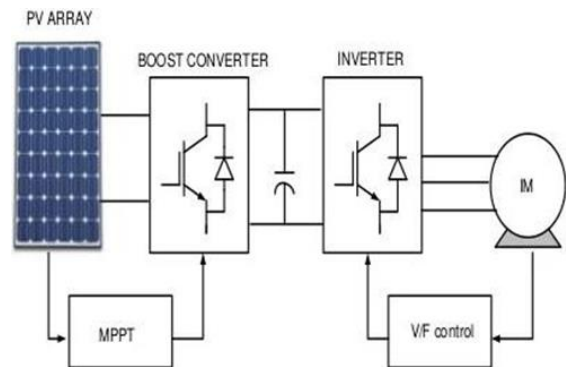 PV ARRAY
BOOST CONVERTER
INVERTER
IM
MPPT
V/F control